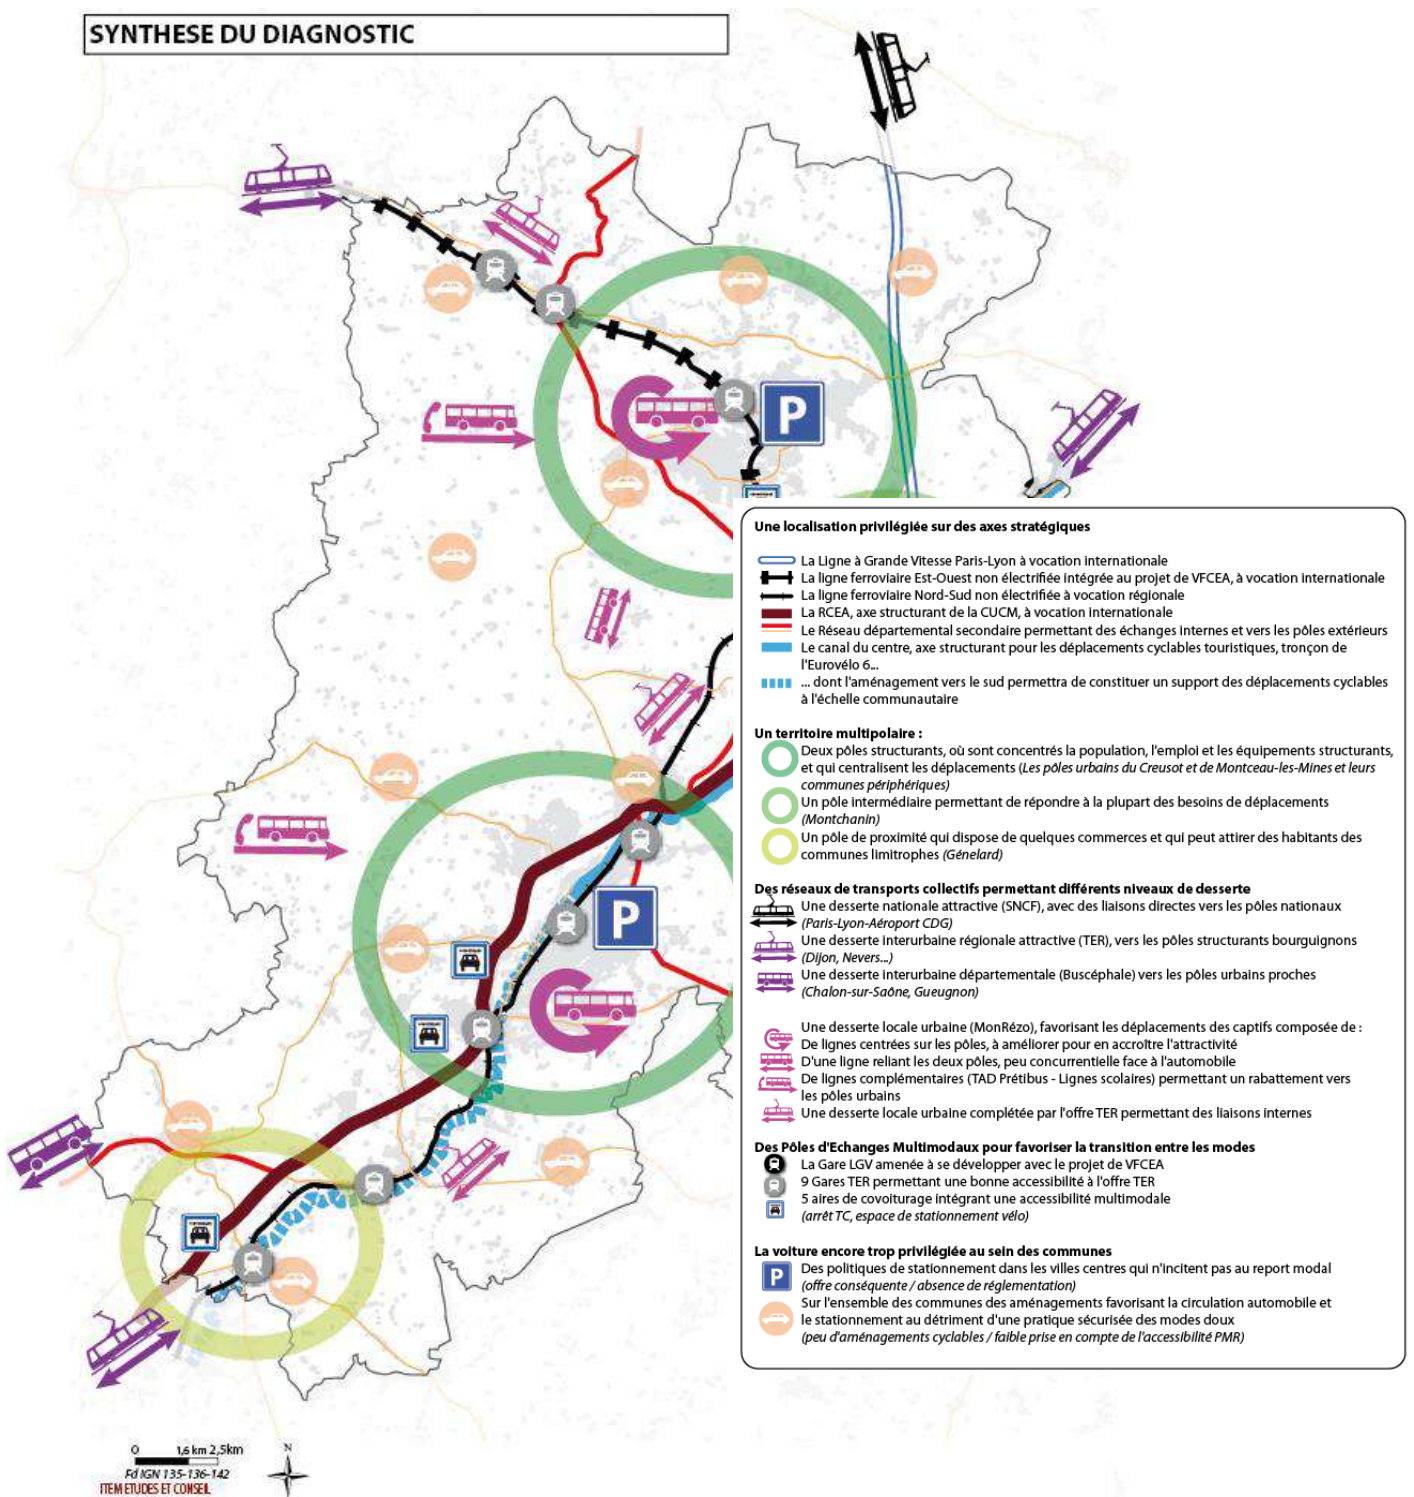 SYNTHESE DU DIAGNOSTIC
P
Une localisation privilégiée sur des axes stratégiques
La Ligne à Grande Vitesse Paris-Lyon à vocation internationale
La ligne ferroviaire Est-Ouest non électrifiée intégrée au projet de VFCEA, à vocation internationale
La ligne ferroviaire Nord-Sud non électrifiée à vocation régionale
La RCEA, axe structurant de la CUCM, à vocation internationale
Le Réseau départemental secondaire permettant des échanges internes et vers les pôles extérieurs
Le canal du centre, axe structurant pour les déplacements cyclables touristiques, tronçon de
l'Eurovélo 6...
... dont l'aménagement vers le sud permettra de constituer un support des déplacements cyclables
à l'échelle communautaire
Un territoire multipolaire :
Deux pôles structurants, où sont concentrés la population, l'emploi et les équipements structurants,
et qui centralisent les déplacements (Les pôles urbains du Creusot et de Montceau-les-Mines et leurs
communes périphériques)
Un pôle intermédiaire permettant de répondre à la plupart des besoins de déplacements
(Montchanin)
Un pôle de proximité qui dispose de quelques commerces et qui peut attirer des habitants des
communes limitrophes (Génelard)
Des réseaux de transports collectifs permettant différents niveaux de desserte
Une desserte nationale attractive (SNCF), avec des liaisons directes vers les pôles nationaux
(Paris-Lyon-Aéroport CDG)
Une desserte interurbaine régionale attractive (TER), vers les pôles structurants bourguignons
(Dijon, Nevers...)
Une desserte interurbaine départementale (Buscéphale) vers les pôles urbains proches
(Chalon-sur-Saône, Gueugnon)
Une desserte locale urbaine (MonRézo), favorisant les déplacements des captifs composée de :
De lignes centrées sur les pôles, à améliorer pour en accroître l'attractivité
D'une ligne reliant les deux pôles, peu concurrentielle face à l'automobile
De lignes complémentaires (TAD Prétibus - Lignes scolaires) permettant un rabattement vers
les pôles urbains
Une desserte locale urbaine complétée par l'offre TER permettant des liaisons internes
Des Pôles d'Echanges Multimodaux pour favoriser la transition entre les modes
La Gare LGV amenée à se développer avec le projet de VFCEA
9 Gares TER permettant une bonne accessibilité à l'offre TER
5 aires de covoiturage intégrant une accessibilité multimodale
(arrêt TC, espace de stationnement vélo)
La voiture encore trop privilégiée au sein des communes
P
Des politiques de stationnement dans les villes centres qui n'incitent pas au report modal
(offre conséquente / absence de réglementation)
Sur l'ensemble des communes des aménagements favorisant la circulation automobile et
le stationnement au détriment d'une pratique sécurisée des modes doux
(peu d'aménagements cyclables / faible prise en compte de l'accessibilité PMR)
P
0 1,6 km 2,5km
N
Fd IGN 135-136-142
ITEM ETUDES ET CONSEIL